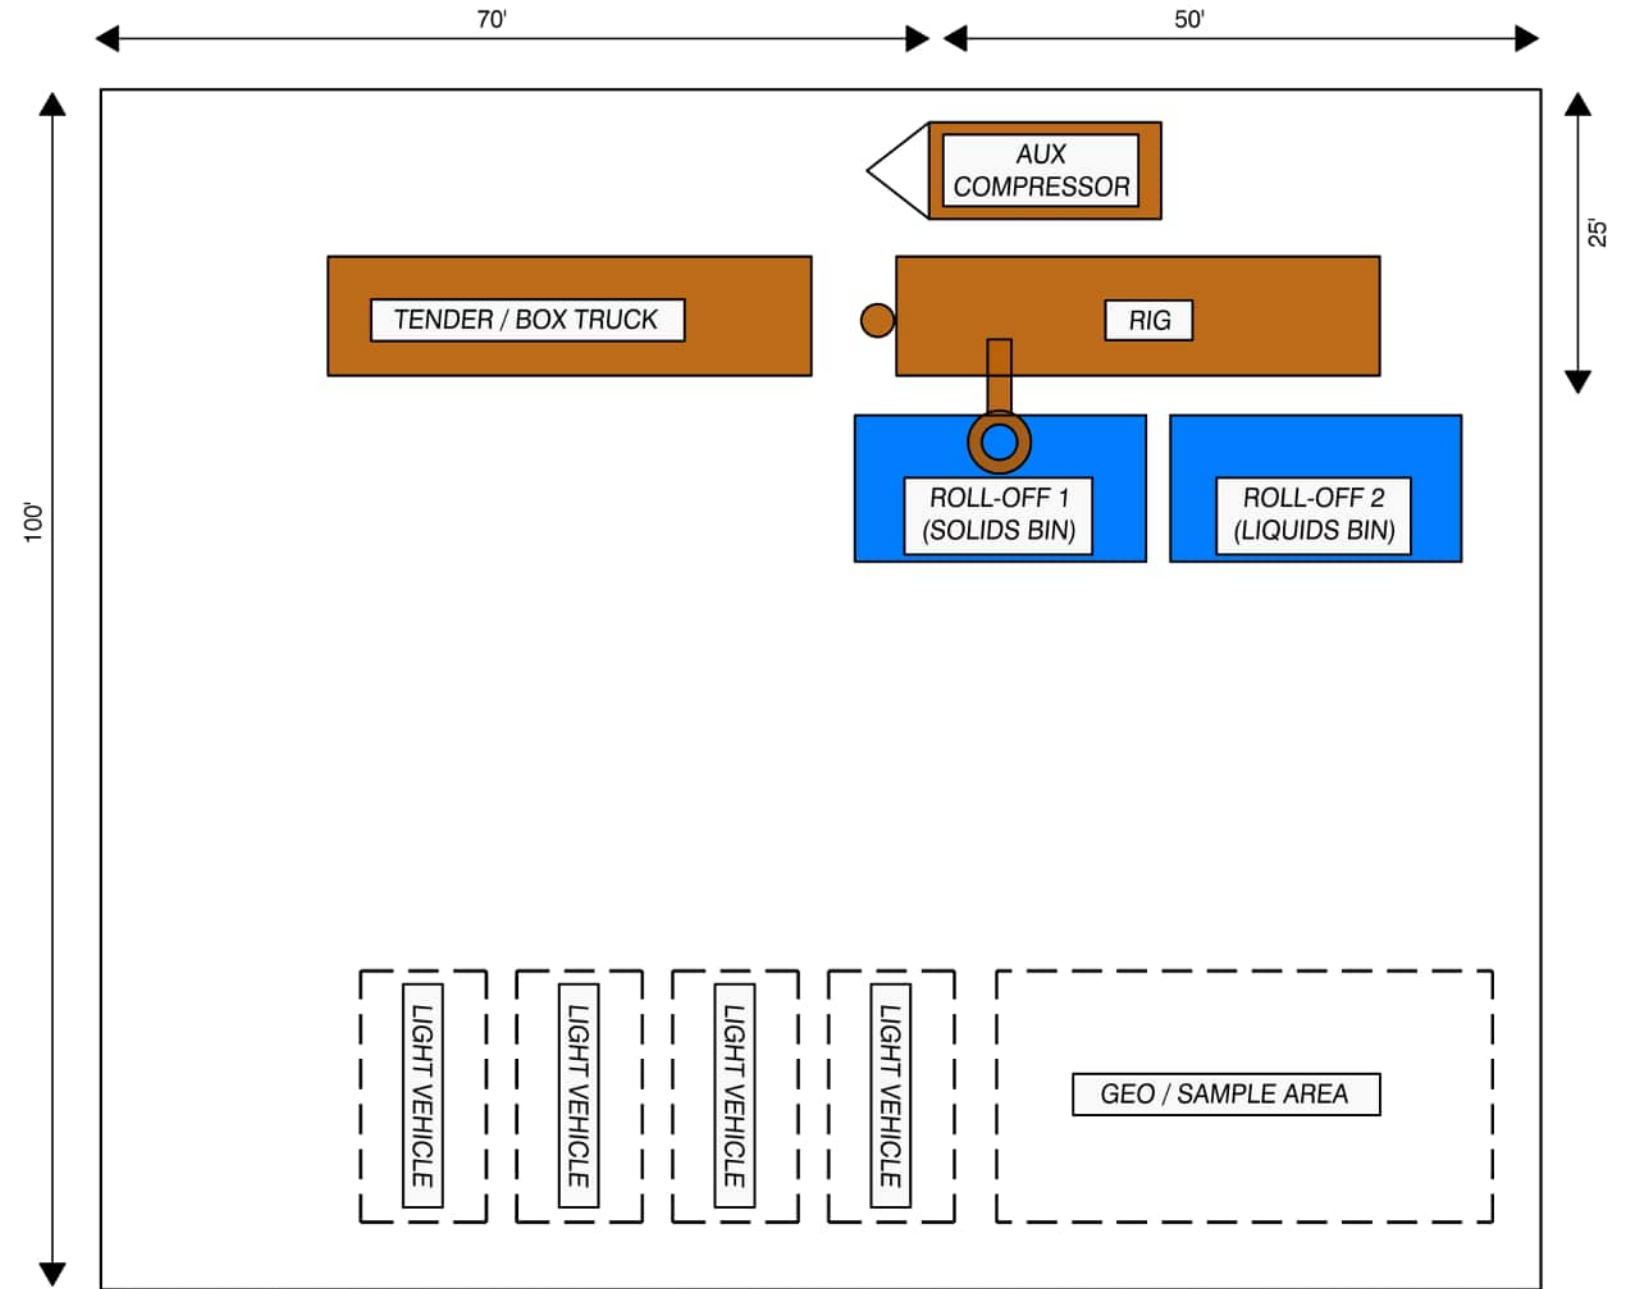 70'
50'
AUX
COMPRESSOR
25'
TENDER / BOX TRUCK
RIG
100'
ROLL-OFF 1
(SOLIDS BIN)
ROLL-OFF 2
(LIQUIDS BIN)
LIGHT VEHICLE
LIGHT VEHICLE
LIGHT VEHICLE
LIGHT VEHICLE
GEO / SAMPLE AREA